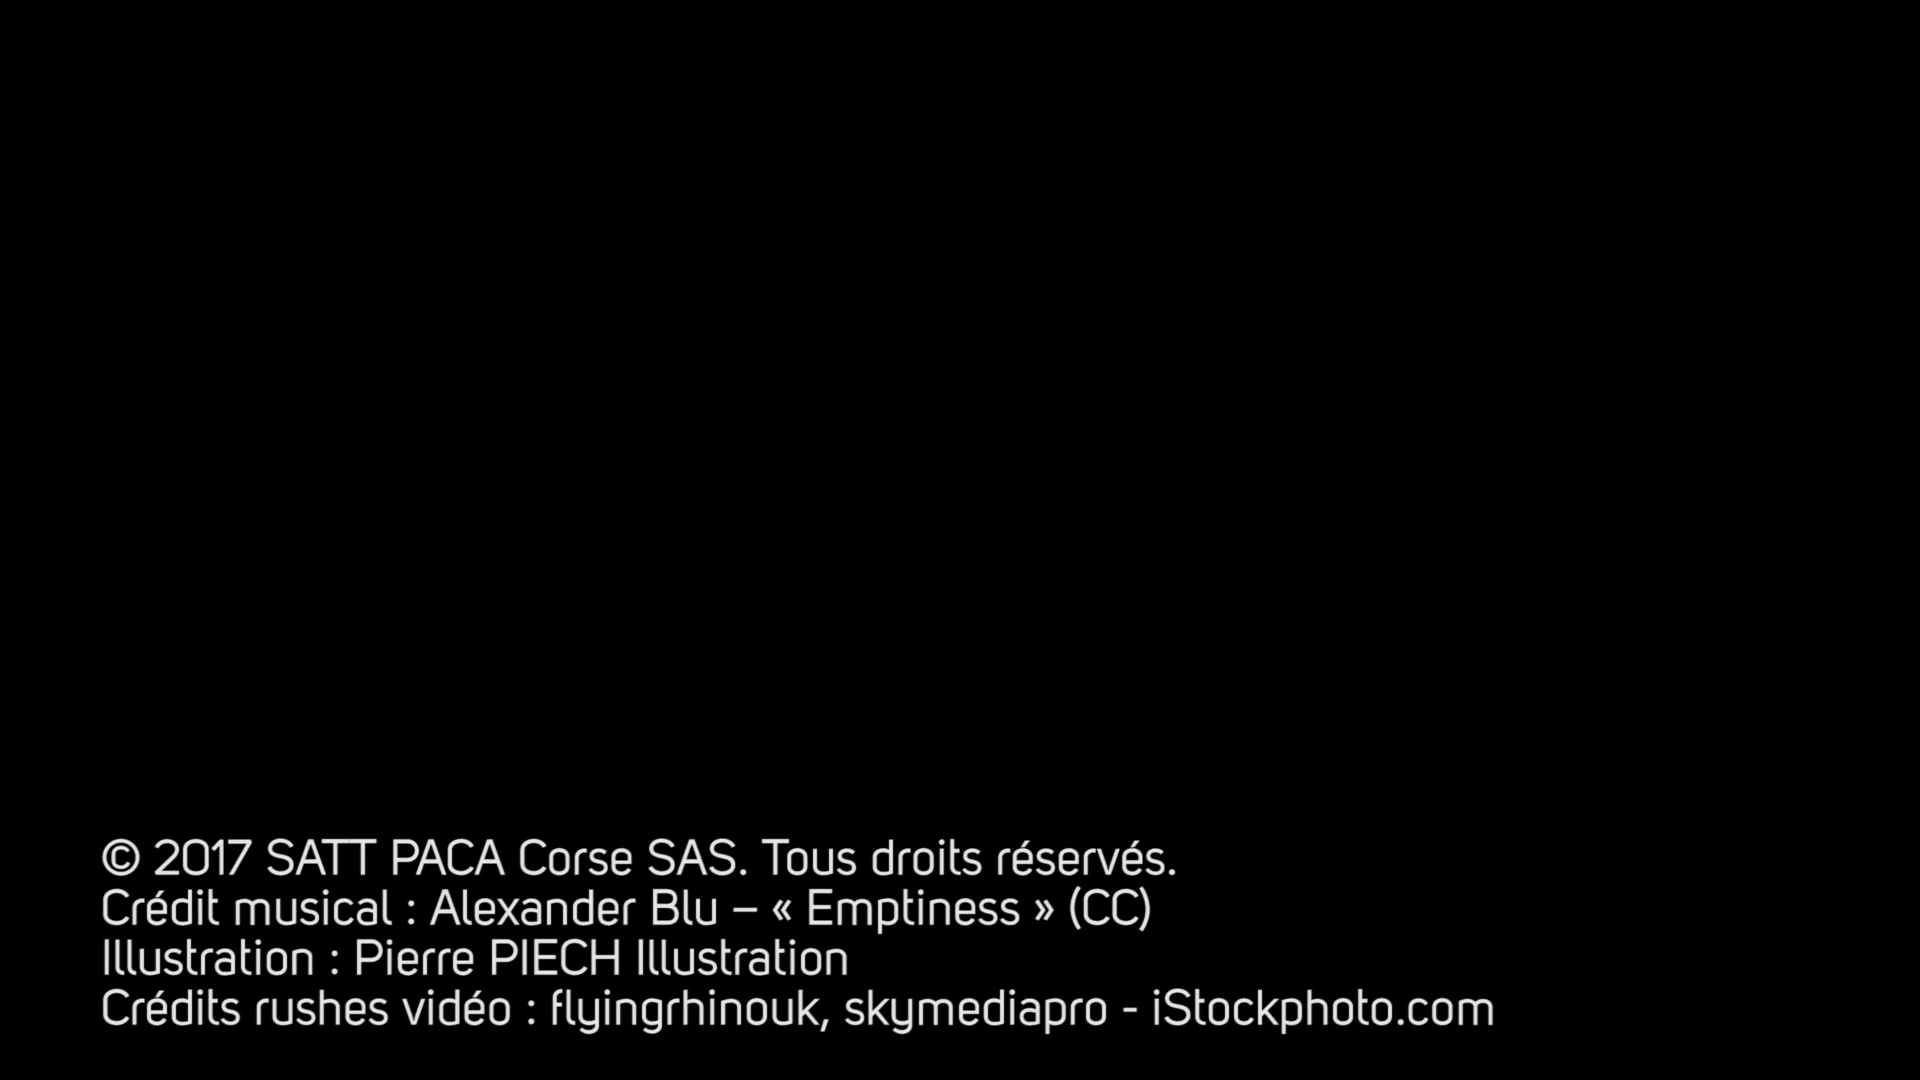 © 2017 SATT PACA Corse SAS. Tous droits réservés.
Crédit musical : Alexander Blu – « Emptiness » (CC)
Illustration : Pierre PIECH Illustration
Crédits rushes vidéo : flyingrhinouk, skymediapro - iStockphoto.com